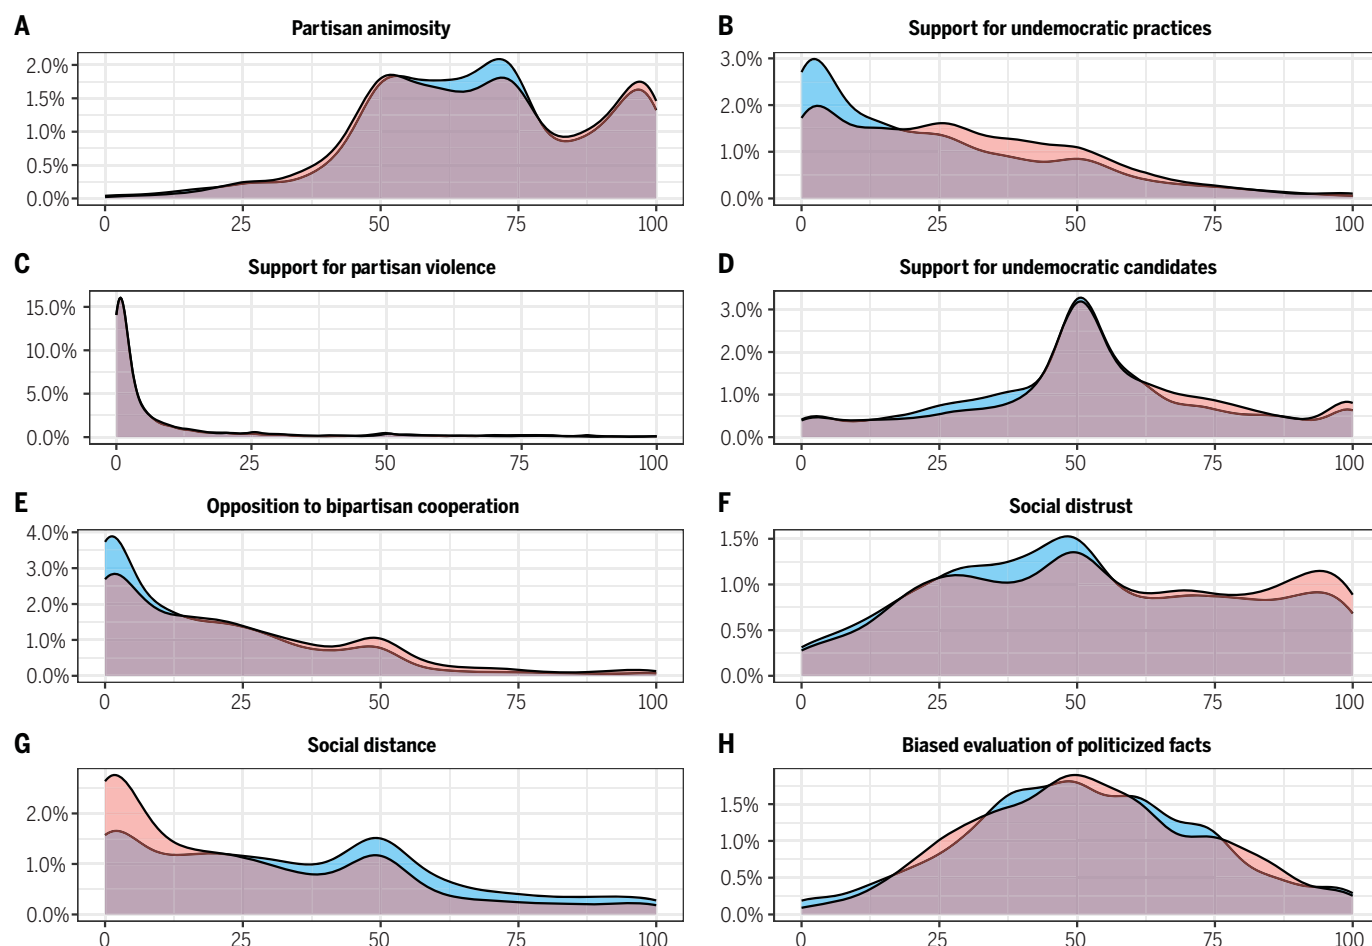 A Partisan animosity
2.0%
1.5%
1.0%
0.5%
0.0%
0 25 50 75 100
B Support for undemocratic practices
3.0%
2.0%
1.0%
0.0%
0 25 50 75 100
C Support for partisan violence
15.0%
10.0%
5.0%
0.0%
0 25 50 75 100
D Support for undemocratic candidates
3.0%
2.0%
1.0%
0.0%
0 25 50 75 100
E Opposition to bipartisan cooperation
4.0%
3.0%
2.0%
1.0%
0.0%
0 25 50 75 100
F Social distrust
1.5%
1.0%
0.5%
0.0%
0 25 50 75 100
G Social distance
2.0%
1.0%
0.0%
0 25 50 75 100
H Biased evaluation of politicized facts
1.5%
1.0%
0.5%
0.0%
0 25 50 75 100